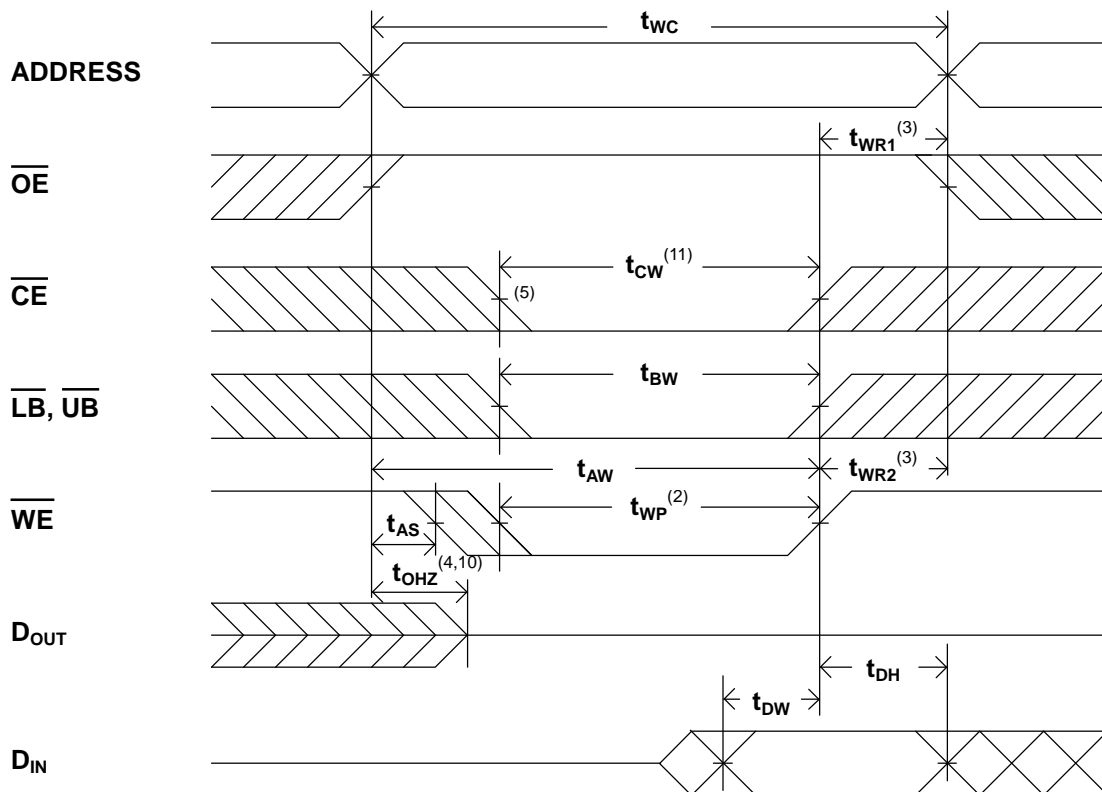 tWC
ADDRESS
tWR1(3)
OE
tCW(11)
CE
(5)
tBW
LB, UB
tAW
tWR2(3)
WE
tWP(2)
tAS
tOHZ(4,10)
DOUT
tDH
tDW
DIN